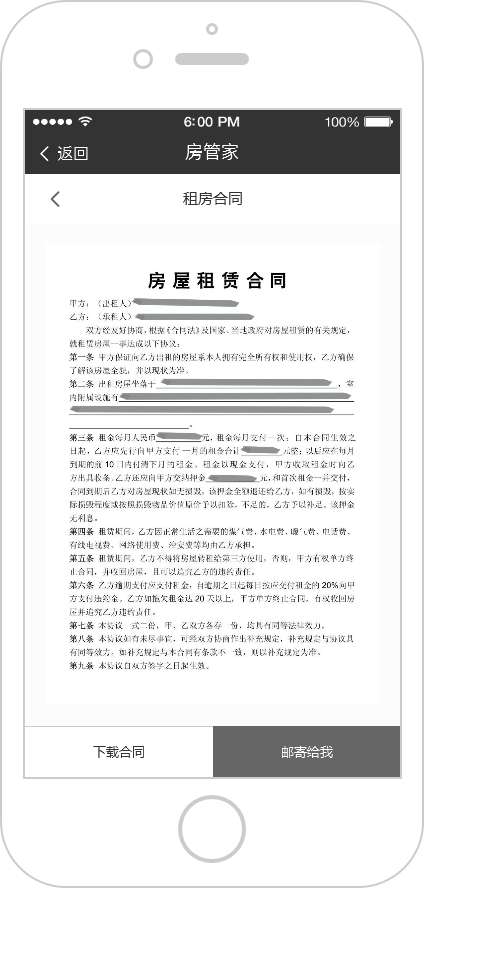 6:00 PM 100%
返回 房管家
租房合同
房屋租赁合同
甲方：（出租人）
乙方：（承租人）
双方经友好协商，根据《合同法》及国家、当地政府对房屋租赁的有关规定，
就租赁房屋一事达成以下协议：
第一条 甲方保证向乙方出租的房屋系本人拥有完全所有权和使用权，乙方确保
了解该房屋全貌，并以现状为准。
第二条 出租房屋坐落于 ，室
内附属设施有
。
第三条 租金每月人民币 元，租金每月支付一次；自本合同生效之
日起，乙方应先行向甲方支付一月的租金合计 元整；以后应在每月
到期的前 10 日内付清下月的租金。租金以现金支付，甲方收取租金时向乙
方出具收条。乙方还应向甲方交纳押金 元，和首次租金一并交付，
合同到期后乙方对房屋现状如无损毁，该押金全额退还给乙方，如有损毁，按实
际损毁程度或按照损毁物品价值原价予以扣除，不足的，乙方予以补足。该押金
无利息。
第四条 租赁期间，乙方因正常生活之需要的煤气费、水电费、暖气费、电话费、
有线电视费、网络使用费、治安费等均由乙方承担。
第五条 租赁期间，乙方不得将房屋转租给第三方使用，否则，甲方有权单方终
止合同，并收回房屋，且可以追究乙方的违约责任。
第六条 乙方逾期支付应支付租金，自逾期之日起每日按应交付租金的 20%向甲
方支付违约金。乙方如拖欠租金达 20 天以上，甲方单方终止合同，有权收回房
屋并追究乙方违约责任。
第七条 本协议一式二份，甲、乙双方各存一份，均具有同等法律效力。
第八条 本协议如有未尽事宜，可经双方协商作出补充规定，补充规定与协议具
有同等效力。如补充规定与本合同有条款不一致，则以补充规定为准。
第九条 本协议自双方签字之日起生效。
下载合同 邮寄给我